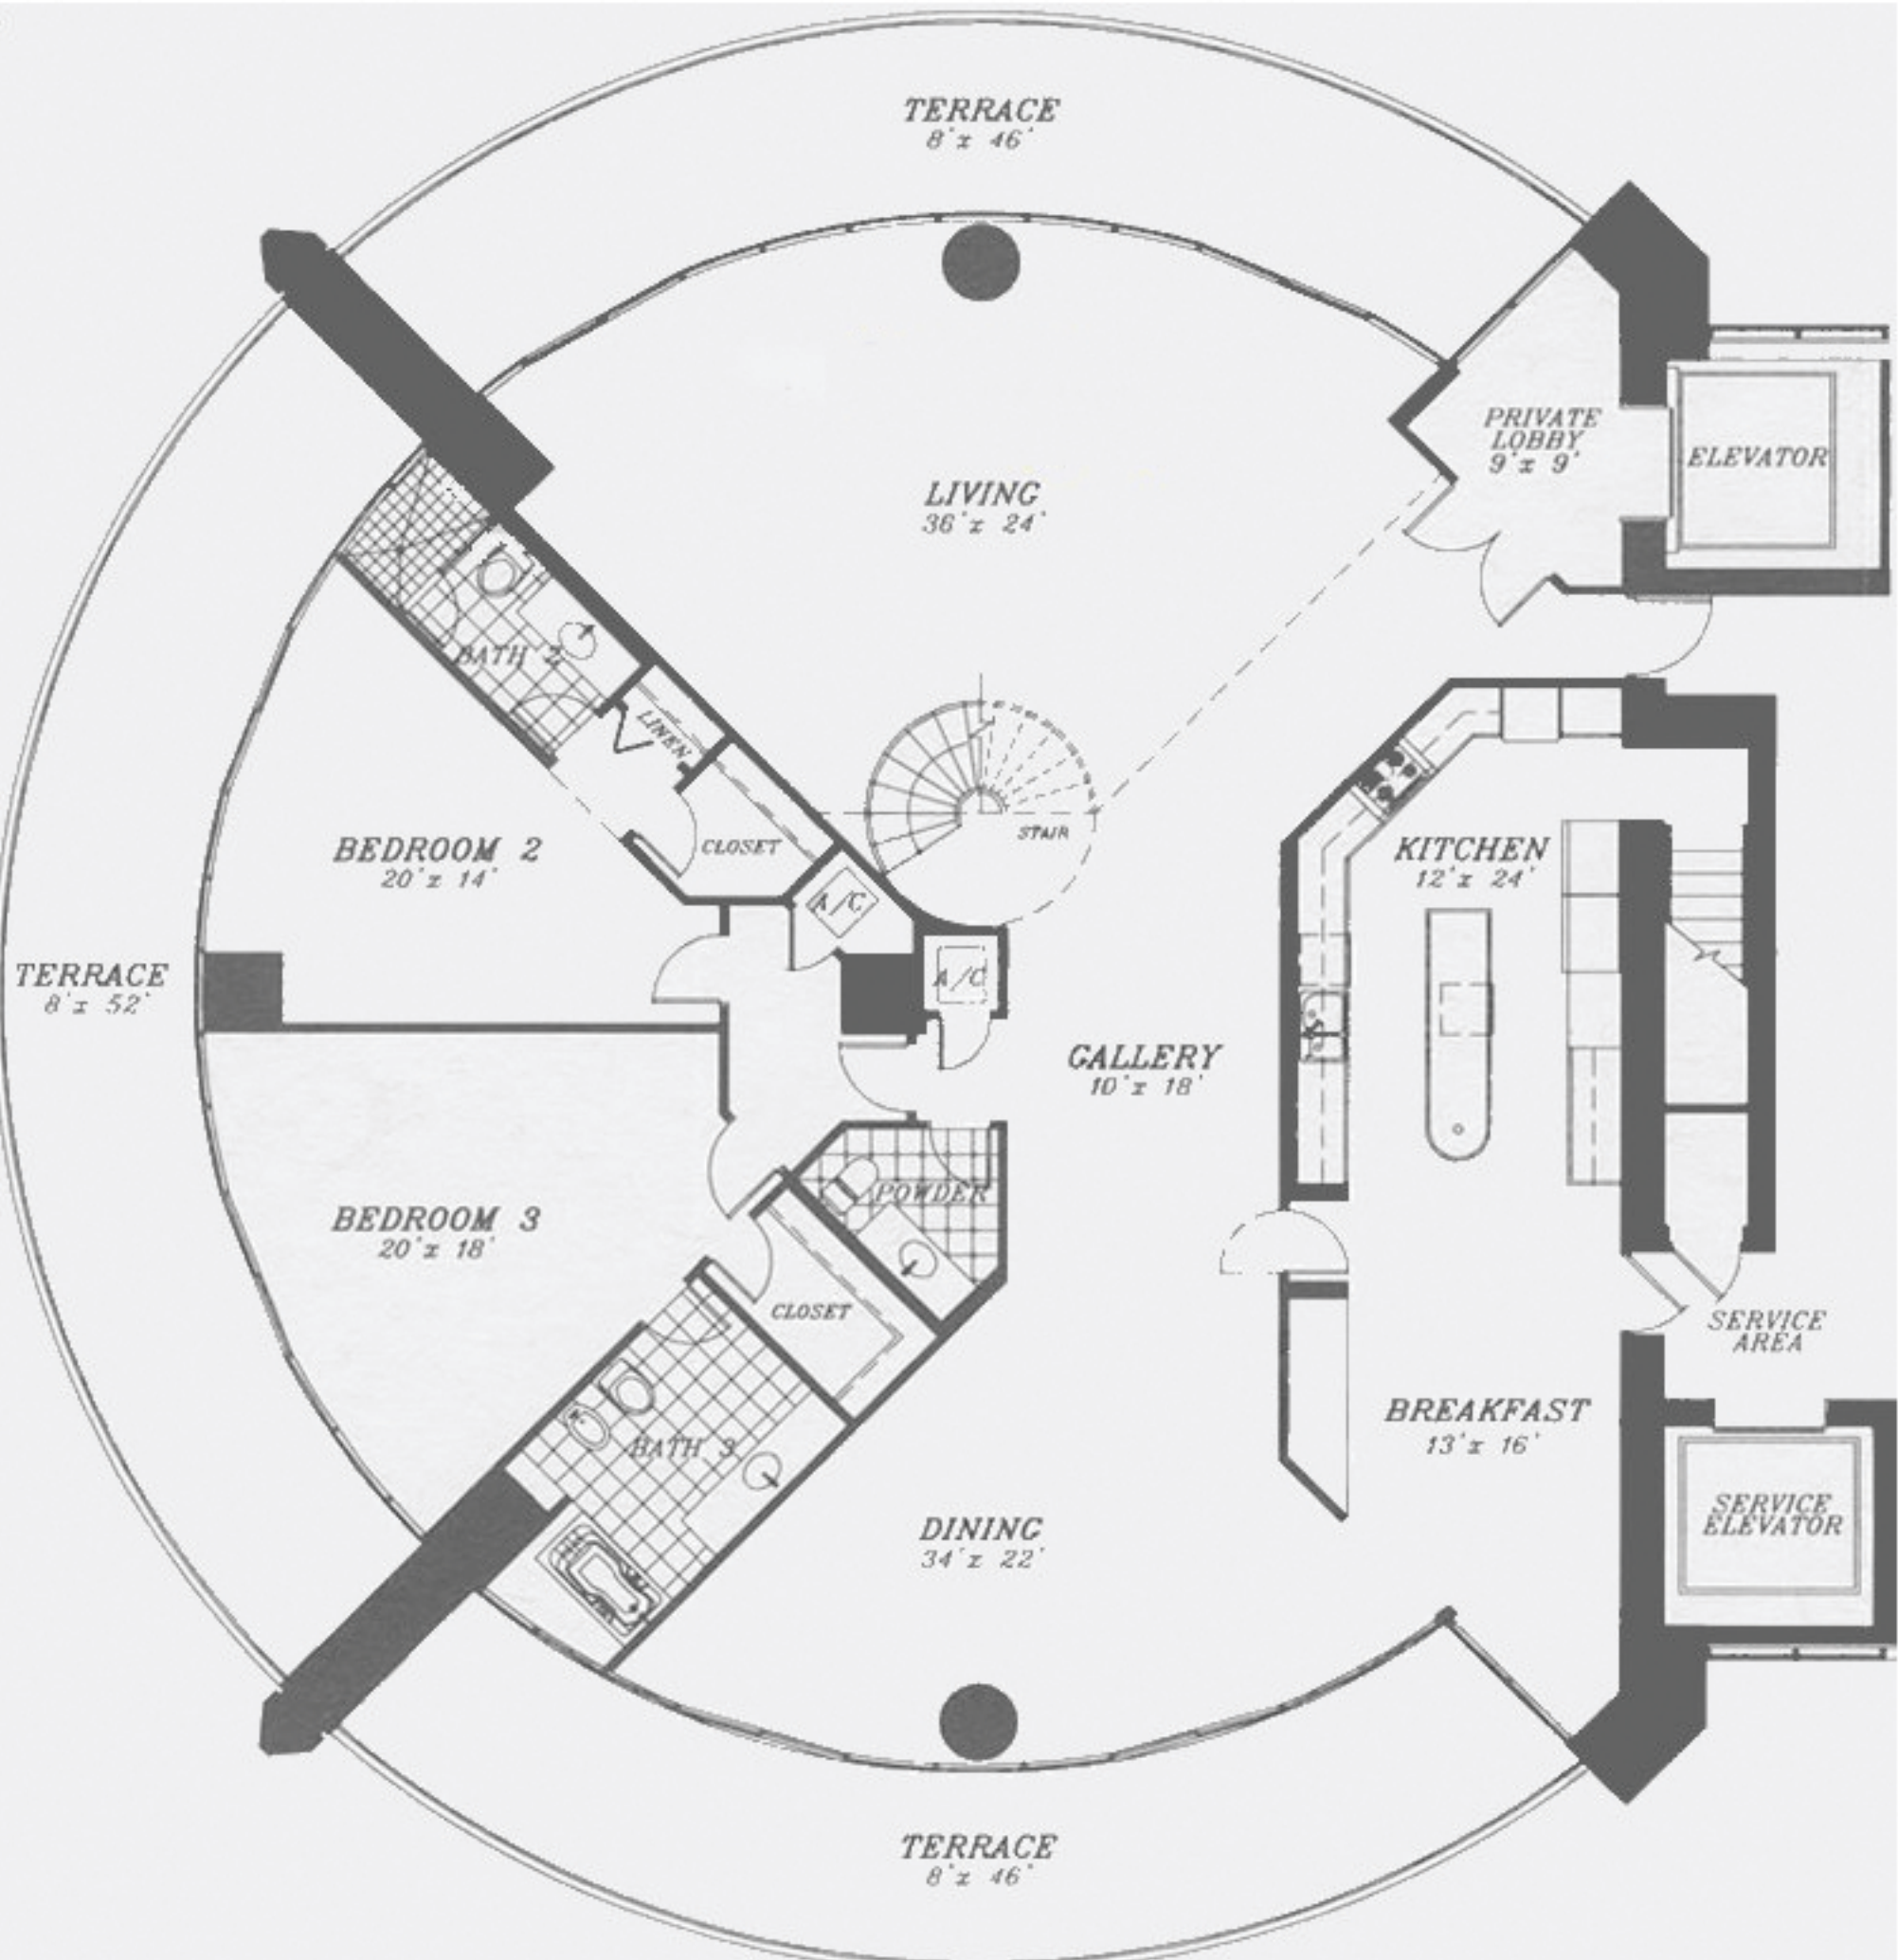 TERRACE
8' x 46'
PRIVATE
LOBBY
9' x 9'
ELEVATOR
LIVING
36' x 24'
BATH 2
LINEN
STAIR
CLOSET
BEDROOM 2
20' x 14'
A/C
KITCHEN
12' x 24'
TERRACE
8' x 52'
A/C
GALLERY
10' x 18'
POWDER
BEDROOM 3
20' x 18'
CLOSET
SERVICE
AREA
BREAKFAST
13' x 16'
BATH 3
DINING
34' x 22'
SERVICE
ELEVATOR
TERRACE
8' x 46'